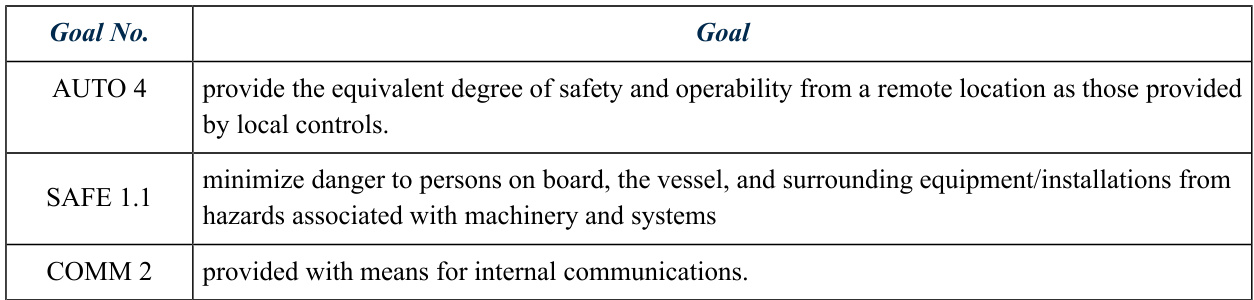 Goal No. Goal
AUTO 4 provide the equivalent degree of safety and operability from a remote location as those provided
by local controls.
minimize danger to persons on board, the vessel, and surrounding equipment/installations from
SAFE 1.1
hazards associated with machinery and systems
COMM 2 provided with means for internal communications.